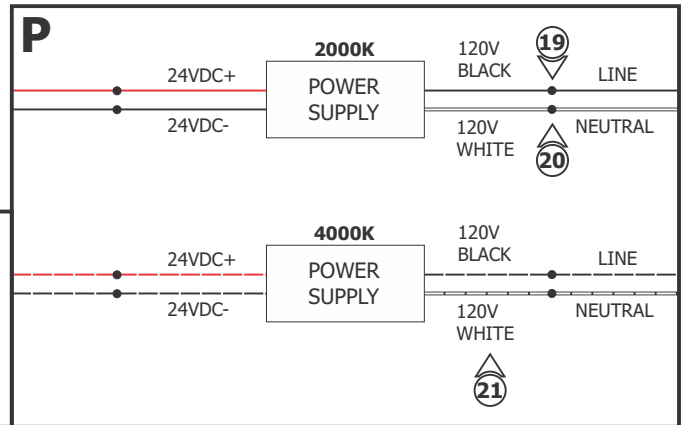 P
2000K
19
24VDC+
POWER
SUPPLY
120V
BLACK
LINE
24VDC-
120V
WHITE
NEUTRAL
20
4000K
24VDC+
POWER
SUPPLY
120V
BLACK
LINE
24VDC-
120V
WHITE
NEUTRAL
21